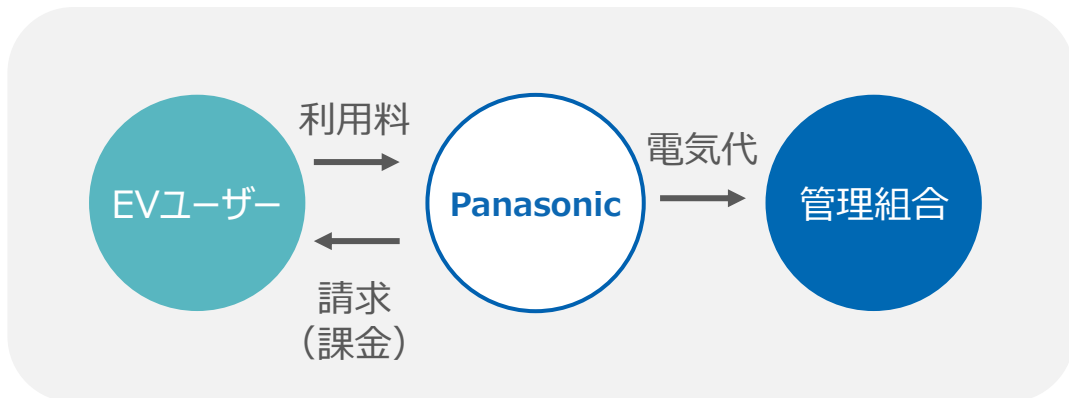 利用料
電気代
EVユーザー
Panasonic
管理組合
請求
（課金）